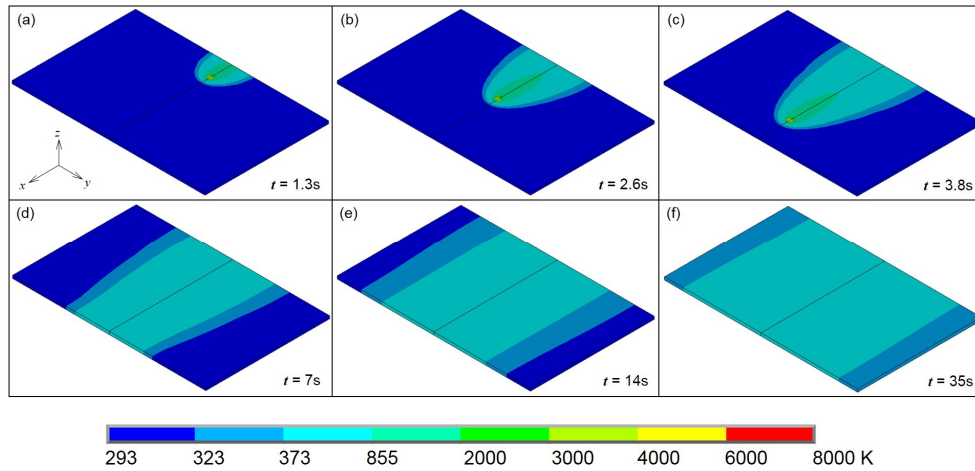 (a)
(b)
(c)
z
x
y
t = 1.3s
t = 2.6s
t = 3.8s
(d)
(e)
(f)
t = 7s
t = 14s
t = 35s
293 323 373 855 2000 3000 4000 6000 8000 K